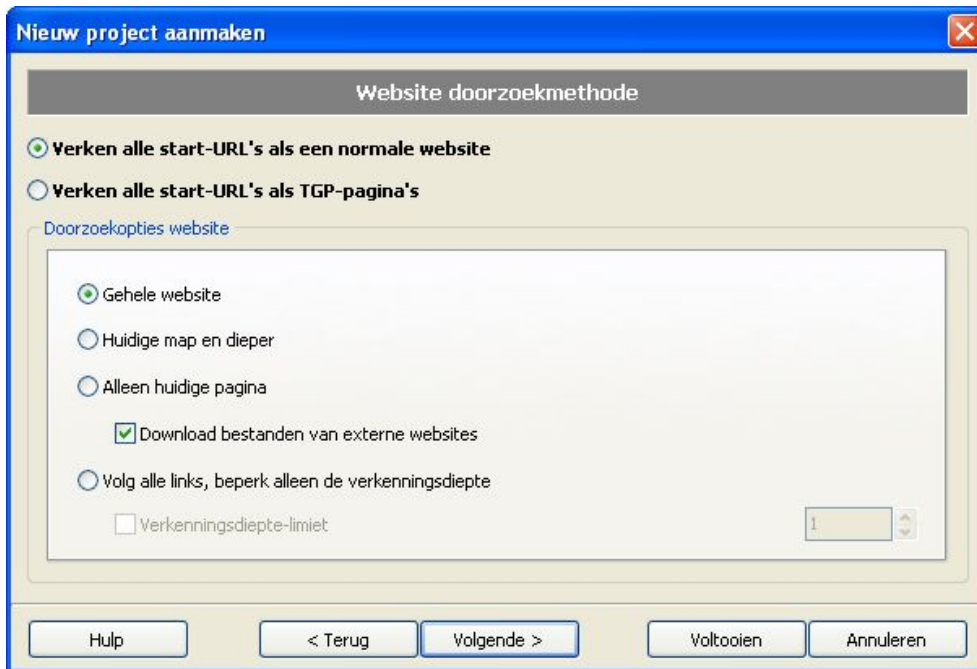 Nieuw project aanmaken
Website doorzoekmethode
Verken alle start-URL's als een normale website
Verken alle start-URL's als TGP-pagina's
Doorzoekopties website
Gehele website
Huidige map en dieper
Alleen huidige pagina
Download bestanden van externe websites
Volg alle links, beperk alleen de verkenningsdiepte
Verkenningsdiepte-limiet 1
Hulp < Terug Volgende > Voltooien Annuleren